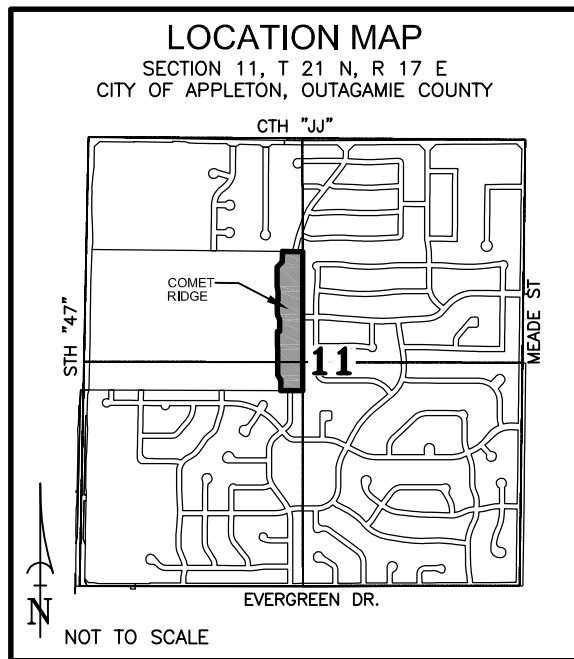 LOCATION MAP
SECTION 11, T 21 N, R 17 E
CITY OF APPLETON, OUTAGAMIE COUNTY
CTH "JJ"
COMET
RIDGE
STH "47"
MEADE ST
11
EVERGREEN DR.
N
NOT TO SCALE